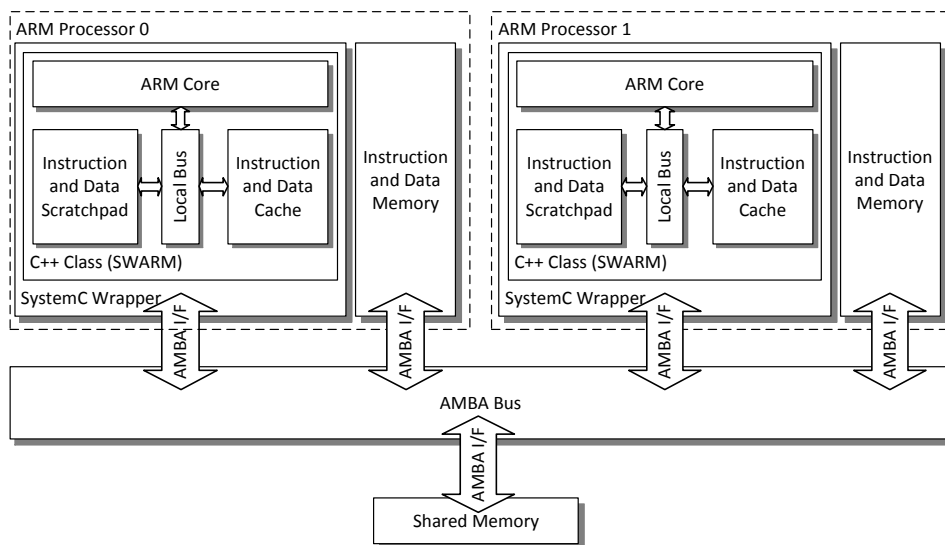 ARM Processor 0
ARM Core
Instruction
and Data
Scratchpad
Local Bus
Instruction
and Data
Cache
C++ Class (SWARM)
SystemC Wrapper
Instruction
and Data
Memory
ARM Processor 1
ARM Core
Instruction
and Data
Scratchpad
Local Bus
Instruction
and Data
Cache
C++ Class (SWARM)
SystemC Wrapper
Instruction
and Data
Memory
AMBA I/F
AMBA I/F
AMBA I/F
AMBA I/F
AMBA Bus
AMBA I/F
Shared Memory